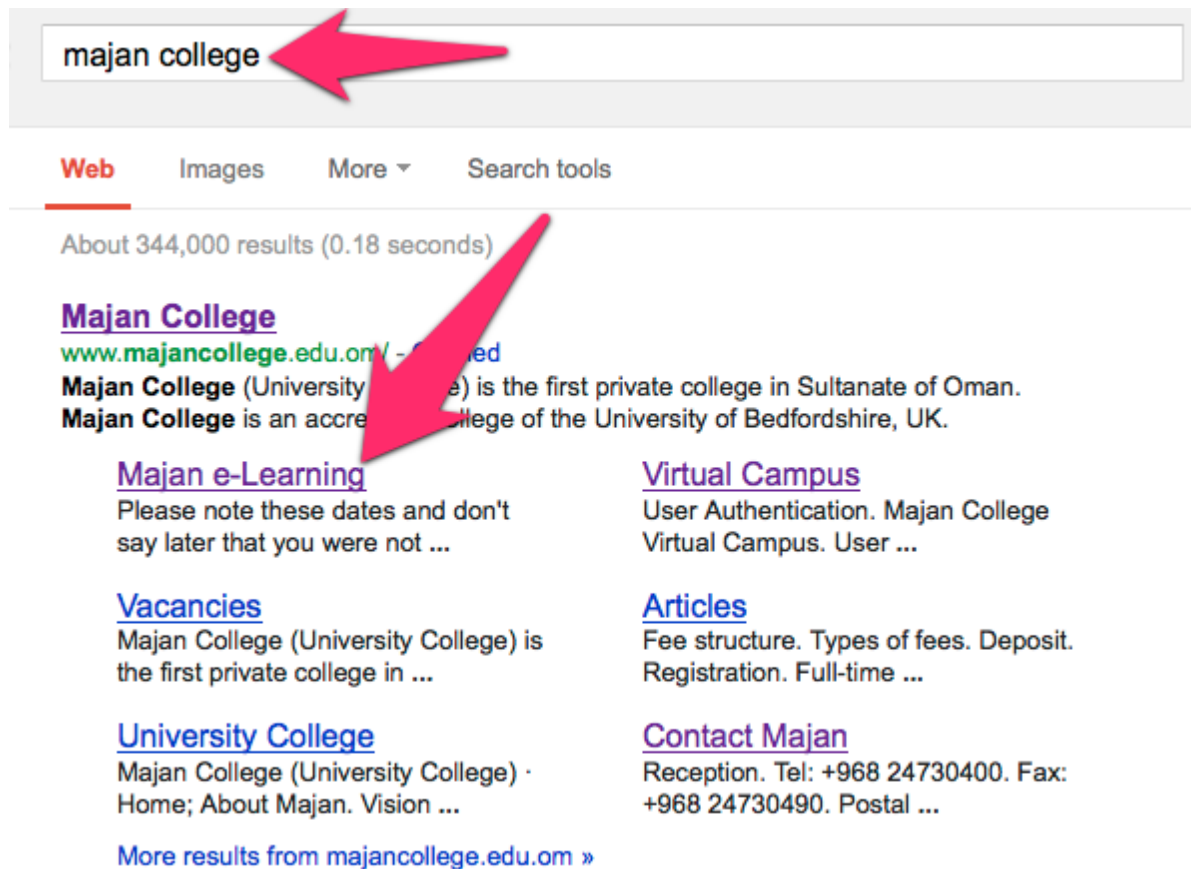 majan college
Web Images More Search tools
About 344,000 results (0.18 seconds)
Majan College
www.majancollege.edu.om/ -
Majan College (University is the first private college in Sultanate of Oman.
Majan College is an of the University of Bedfordshire, UK.
Majan e-Learning
Please note these dates and don't
say later that you were not ...
Virtual Campus
User Authentication. Majan College
Virtual Campus. User ...
Vacancies
Majan College (University College) is
the first private college in ...
Articles
Fee structure. Types of fees. Deposit.
Registration. Full-time ...
University College
Majan College (University College) ·
Home; About Majan. Vision ...
Contact Majan
Reception. Tel: +968 24730400. Fax:
+968 24730490. Postal ...
More results from majancollege.edu.om »